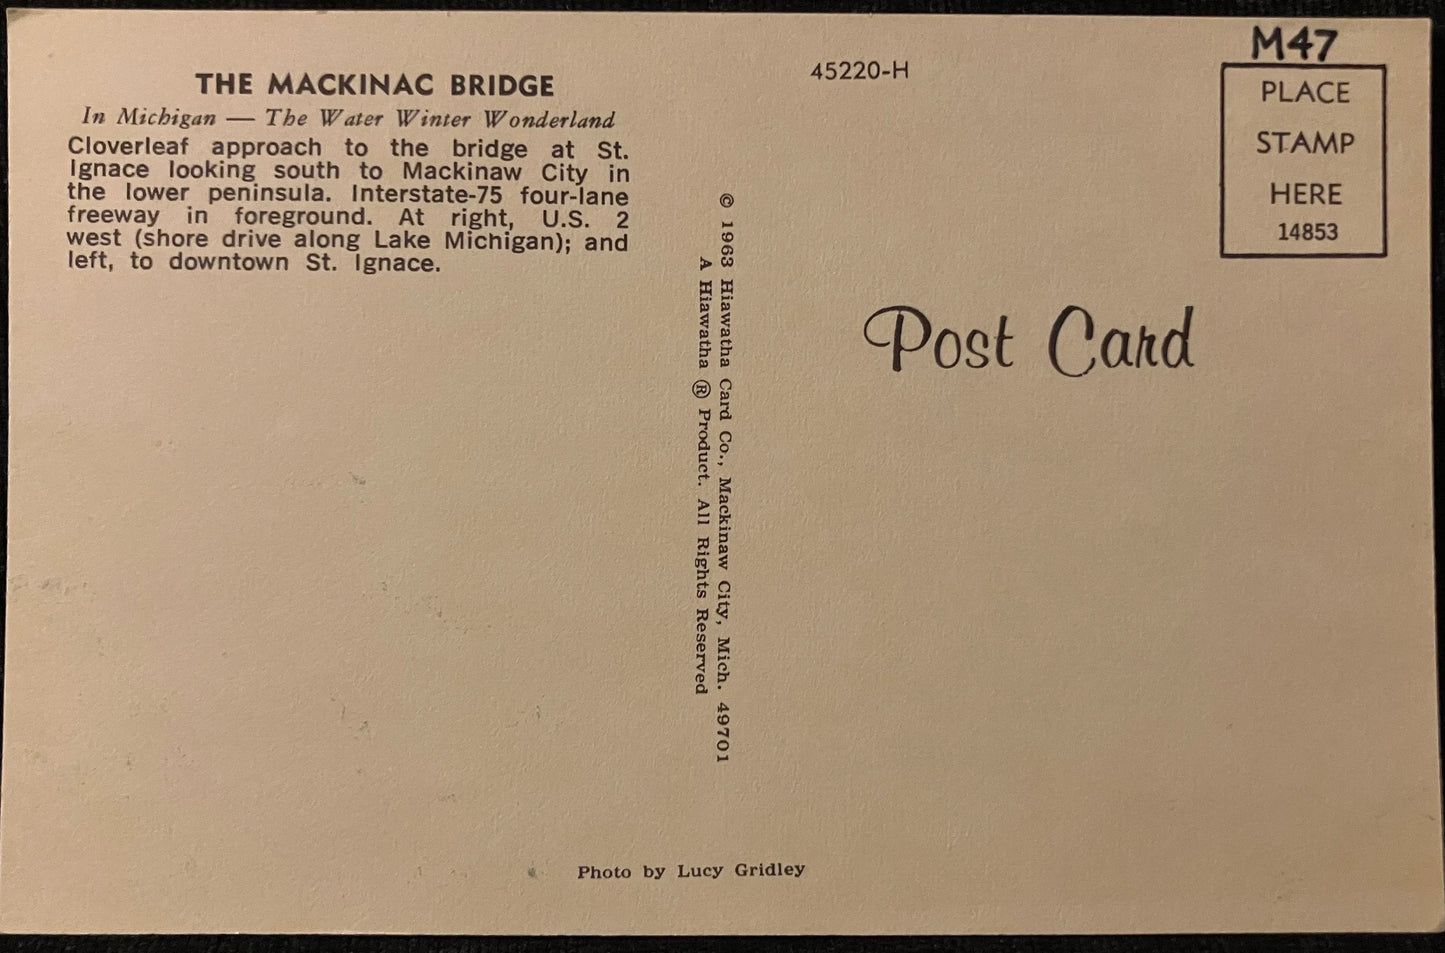 THE MACKINAC BRIDGE
In Michigan — The Water Winter Wonderland
Cloverleaf approach to the bridge at St.
Ignace looking south to Mackinaw City in
the lower peninsula. Interstate-75 four-lane
freeway in foreground. At right, U.S. 2
west (shore drive along Lake Michigan); and
left, to downtown St. Ignace.
45220-H
M47
PLACE
STAMP
HERE
14853
© 1963 Hiawatha Card Co., Mackinaw City, Mich. 49701
A Hiawatha ® Product. All Rights Reserved
Post Card
Photo by Lucy Gridley